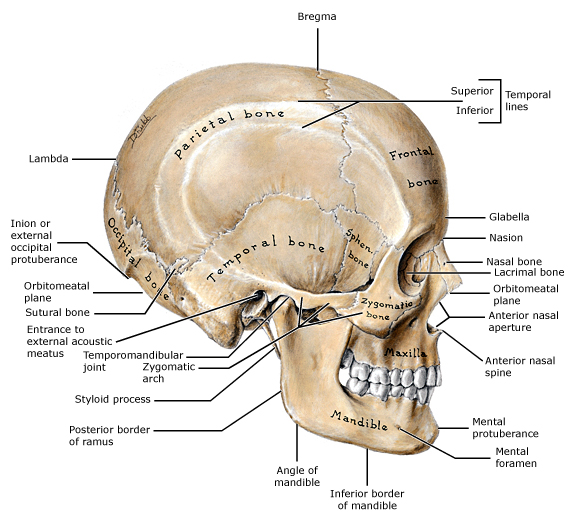 Bregma
Superior
Inferior
Temporal
lines
Parietal bone
Frontal
bone
Lambda
Glabella
Nasion
Inion or
external
occipital
protuberance
Occipital bone
Temporal bone
Sphen.
bone
Nasal bone
Lacrimal bone
Orbitomeatal
plane
Orbitomeatal
plane
Sutural bone
Zygomatic
bone
Anterior nasal
aperture
Entrance to
external acoustic
meatus
Temporomandibular
joint
Zygomatic
arch
Maxilla
Anterior nasal
spine
Styloid process
Mandible
Mental
protuberance
Posterior border
of ramus
Mental
foramen
Angle of
mandible
Inferior border
of mandible